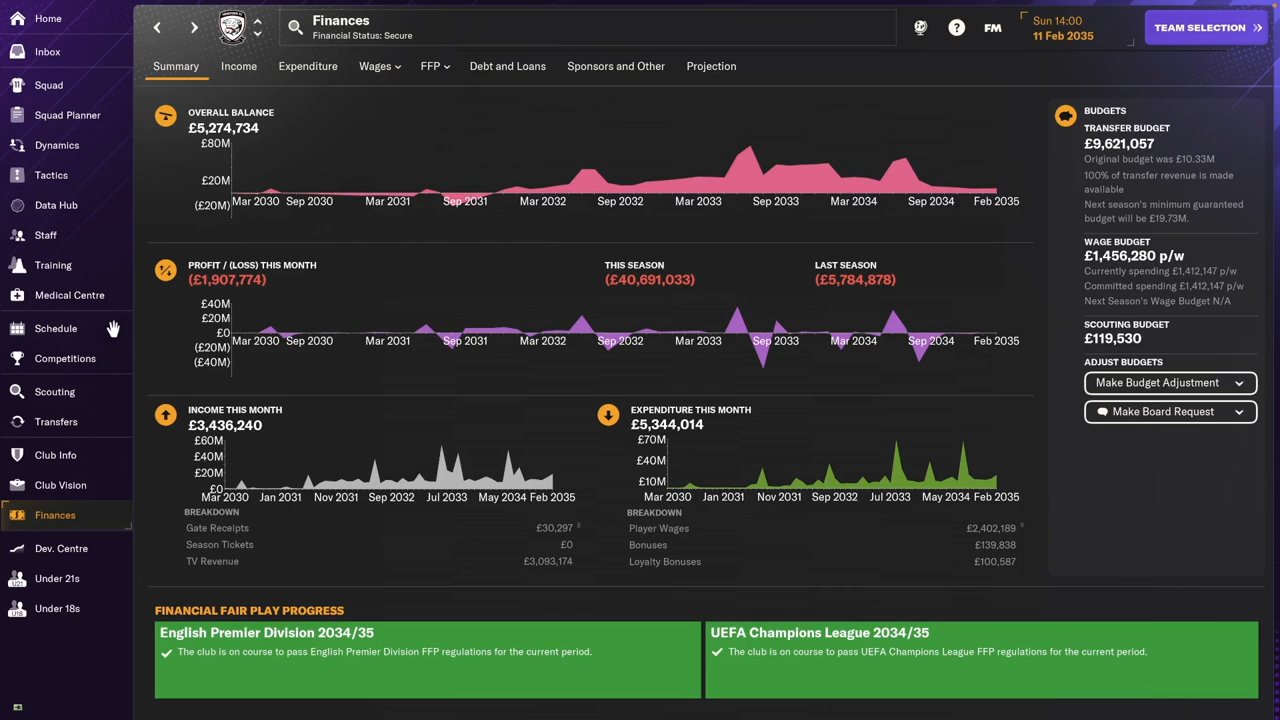 Home
Inbox
Squad
Squad Planner
Dynamics
Tactics
Data Hub
Staff
Training
Medical Centre
Schedule
Competitions
Scouting
Transfers
Club Info
Club Vision
Finances
Dev. Centre
U21
Under 21s
U18
Under 18s
Finances
Financial Status: Secure
?
FM
Sun 14:00
11 Feb 2035
TEAM SELECTION
Summary
Income
Expenditure
Wages
FFP
Debt and Loans
Sponsors and Other
Projection
OVERALL BALANCE
£5,274,734
£80M
£20M
(£20M)
Mar 2030 Sep 2030 Mar 2031 Sep 2031 Mar 2032 Sep 2032 Mar 2033 Sep 2033 Mar 2034 Sep 2034 Feb 2035
PROFIT / (LOSS) THIS MONTH
(£1,907,774)
THIS SEASON
(£40,691,033)
LAST SEASON
(£5,784,878)
£40M
£20M
£0
(£20M)
(£40M)
Mar 2030 Sep 2030 Mar 2031 Sep 2031 Mar 2032 Sep 2032 Mar 2033 Sep 2033 Mar 2034 Sep 2034 Feb 2035
INCOME THIS MONTH
£3,436,240
£60M
£40M
£20M
£0
Mar 2030 Jan 2031 Nov 2031 Sep 2032 Jul 2033 May 2034 Feb 2035
BREAKDOWN
Gate Receipts £30,297
Season Tickets £0
TV Revenue £3,093,174
EXPENDITURE THIS MONTH
£5,344,014
£70M
£40M
£10M
Mar 2030 Jan 2031 Nov 2031 Sep 2032 Jul 2033 May 2034 Feb 2035
BREAKDOWN
Player Wages £2,402,189
Bonuses £139,838
Loyalty Bonuses £100,587
BUDGETS
TRANSFER BUDGET
£9,621,057
Original budget was £10.33M
100% of transfer revenue is made
available
Next season's minimum guaranteed
budget will be £19.73M.
WAGE BUDGET
£1,456,280 p/w
Currently spending £1,412,147 p/w
Committed spending £1,412,147 p/w
Next Season's Wage Budget N/A
SCOUTING BUDGET
£119,530
ADJUST BUDGETS
Make Budget Adjustment
Make Board Request
FINANCIAL FAIR PLAY PROGRESS
English Premier Division 2034/35
The club is on course to pass English Premier Division FFP regulations for the current period.
UEFA Champions League 2034/35
The club is on course to pass UEFA Champions League FFP regulations for the current period.